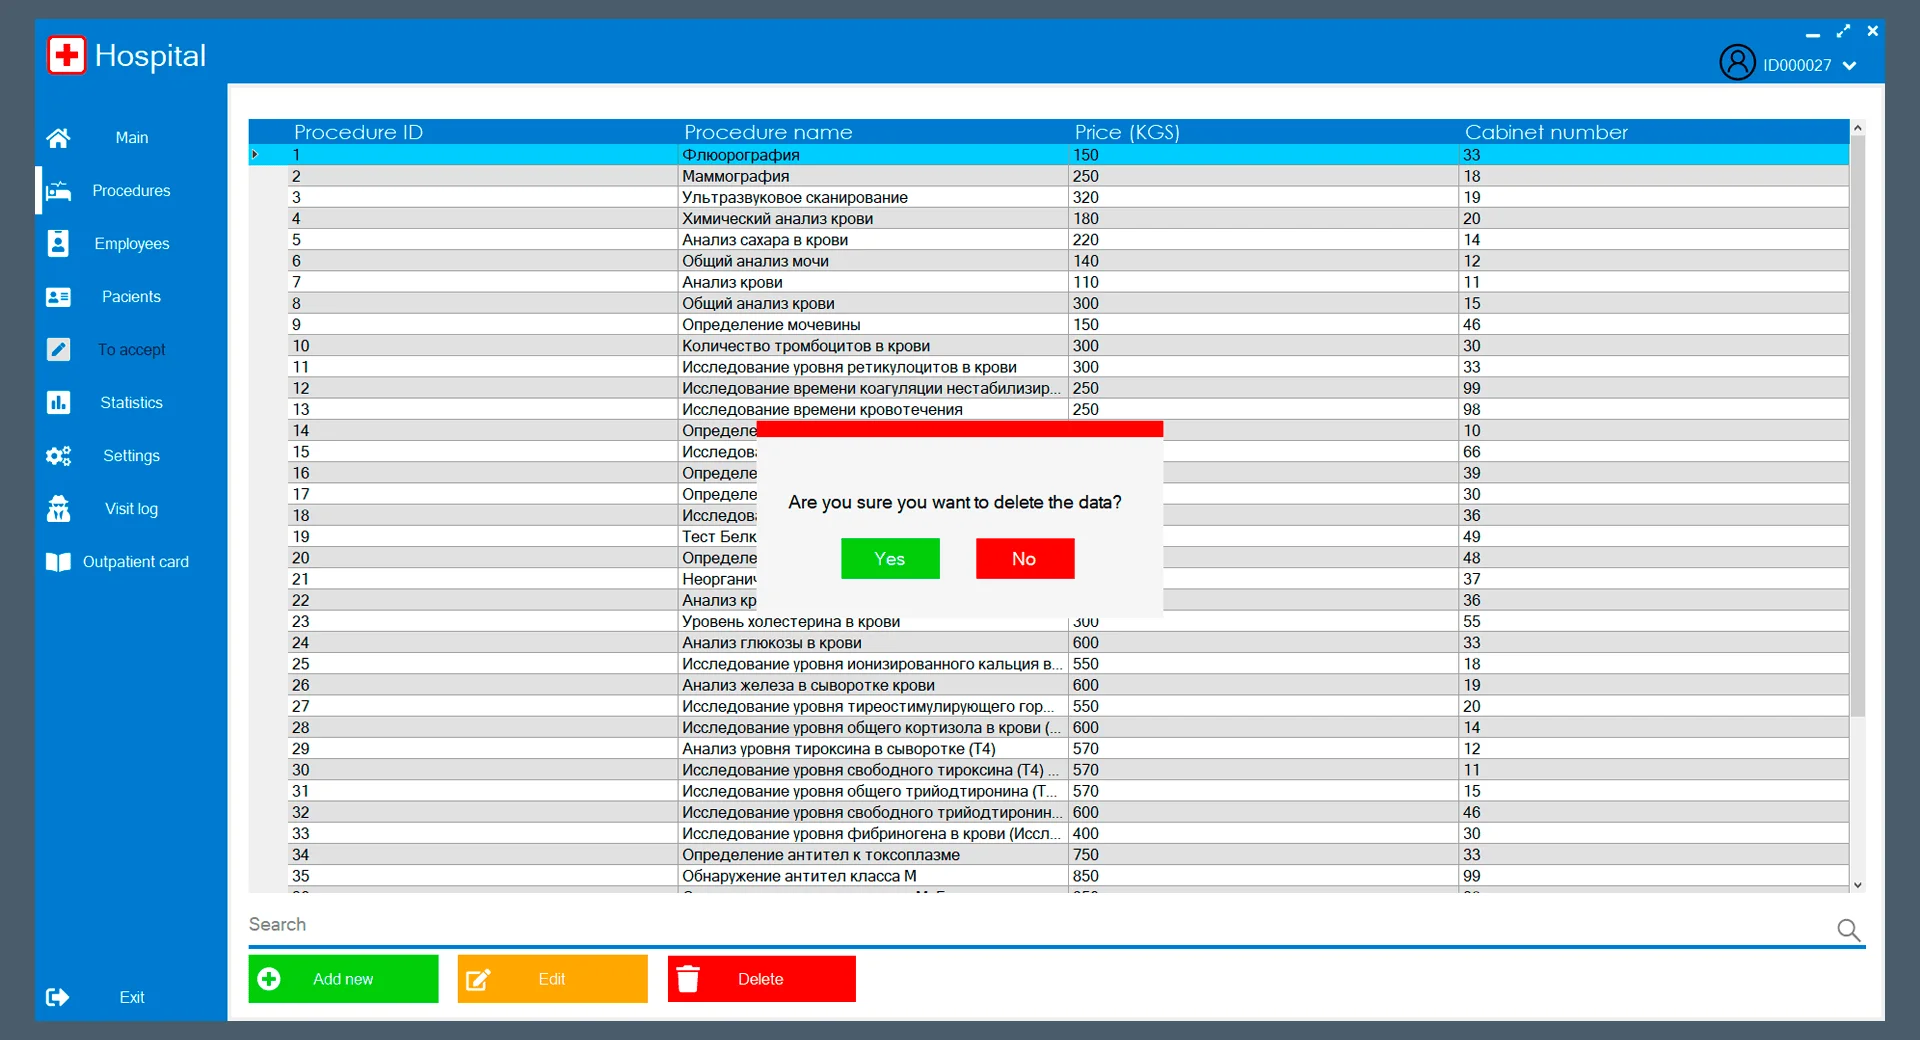 Hospital
ID000027
Main
Procedures
Employees
Pacients
To accept
Statistics
Settings
Visit log
Outpatient card
Exit
Procedure ID Procedure name Price (KGS) Cabinet number
1 Флюорография 150 33
2 Маммография 250 18
3 Ультразвуковое сканирование 320 19
4 Химический анализ крови 180 20
5 Анализ сахара в крови 220 14
6 Общий анализ мочи 140 12
7 Анализ крови 110 11
8 Общий анализ крови 300 15
9 Определение мочевины 150 46
10 Количество тромбоцитов в крови 300 30
11 Исследование уровня ретикулоцитов в крови 300 33
12 Исследование времени коагуляции нестабилизир... 250 99
13 Исследование времени кровотечения 250 98
14 Определе 10
15 Исследов 66
16 Определе 39
17 Определе 30
18 Исследов 36
19 Тест Белк 49
20 Определе 48
21 Неорганич 37
22 Анализ кр 36
23 Уровень холестерина в крови 300 55
24 Анализ глюкозы в крови 600 33
25 Исследование уровня ионизированного кальция в... 550 18
26 Анализ железа в сыворотке крови 600 19
27 Исследование уровня тиреостимулирующего гор... 550 20
28 Исследование уровня общего кортизола в крови (... 600 14
29 Анализ уровня тироксина в сыворотке (Т4) 570 12
30 Исследование уровня свободного тироксина (Т4) ... 570 11
31 Исследование уровня общего трийодтиронина (Т... 570 15
32 Исследование уровня свободного трийодтиронин... 600 46
33 Исследование уровня фибриногена в крови (Иссл... 400 30
34 Определение антител к токсоплазме 750 33
35 Обнаружение антител класса М 850 99
Are you sure you want to delete the data?
Yes No
Search
Add new Edit Delete